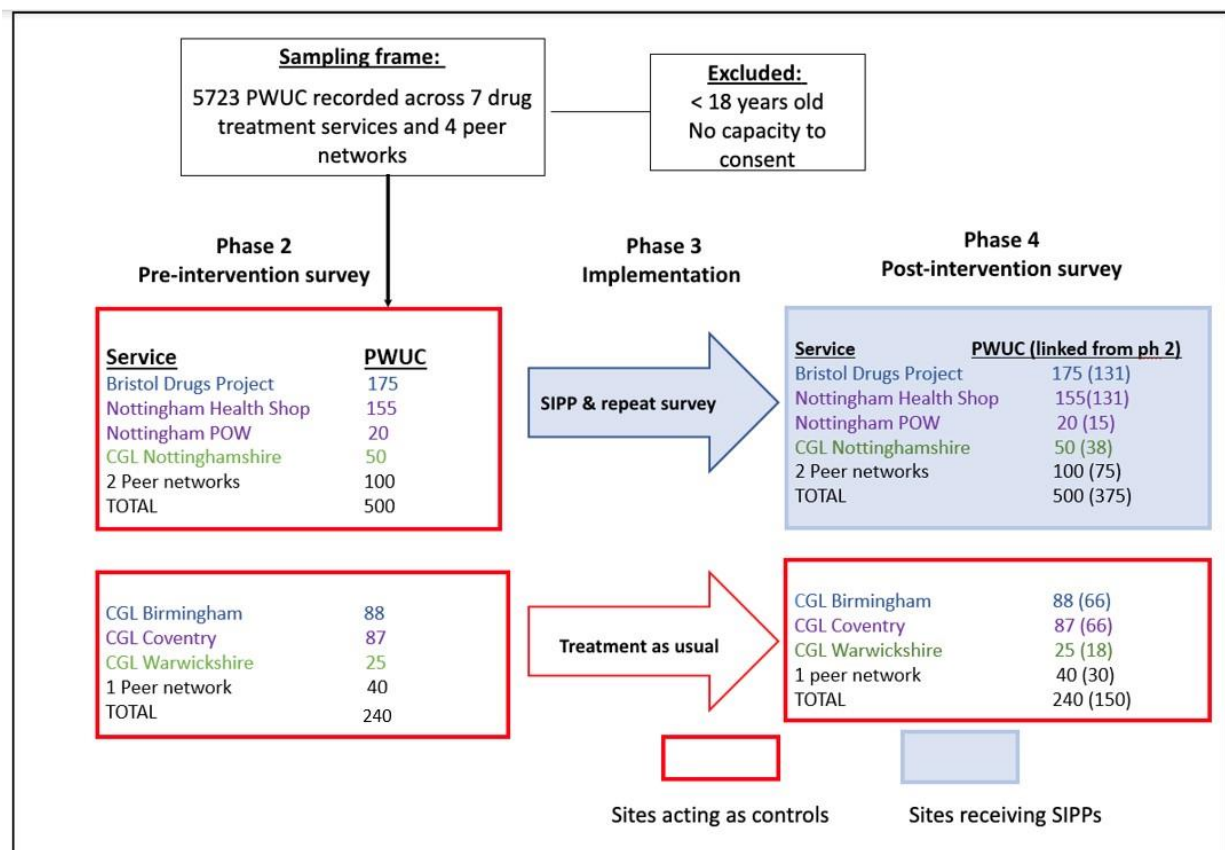 Sampling frame:
5723 PWUC recorded across 7 drug
treatment services and 4 peer
networks
Excluded:
< 18 years old
No capacity to
consent
Phase 2
Pre-intervention survey
Phase 3
Implementation
Phase 4
Post-intervention survey
Service PWUC
Bristol Drugs Project 175
Nottingham Health Shop 155
Nottingham POW 20
CGL Nottinghamshire 50
2 Peer networks 100
TOTAL 500
SIPP & repeat survey
Service PWUC (linked from ph 2)
Bristol Drugs Project 175 (131)
Nottingham Health Shop 155(131)
Nottingham POW 20 (15)
CGL Nottinghamshire 50 (38)
2 Peer networks 100 (75)
TOTAL 500 (375)
CGL Birmingham 88
CGL Coventry 87
CGL Warwickshire 25
1 Peer network 40
TOTAL 240
Treatment as usual
CGL Birmingham 88 (66)
CGL Coventry 87 (66)
CGL Warwickshire 25 (18)
1 peer network 40 (30)
TOTAL 240 (150)
Sites acting as controls
Sites receiving SIPPs